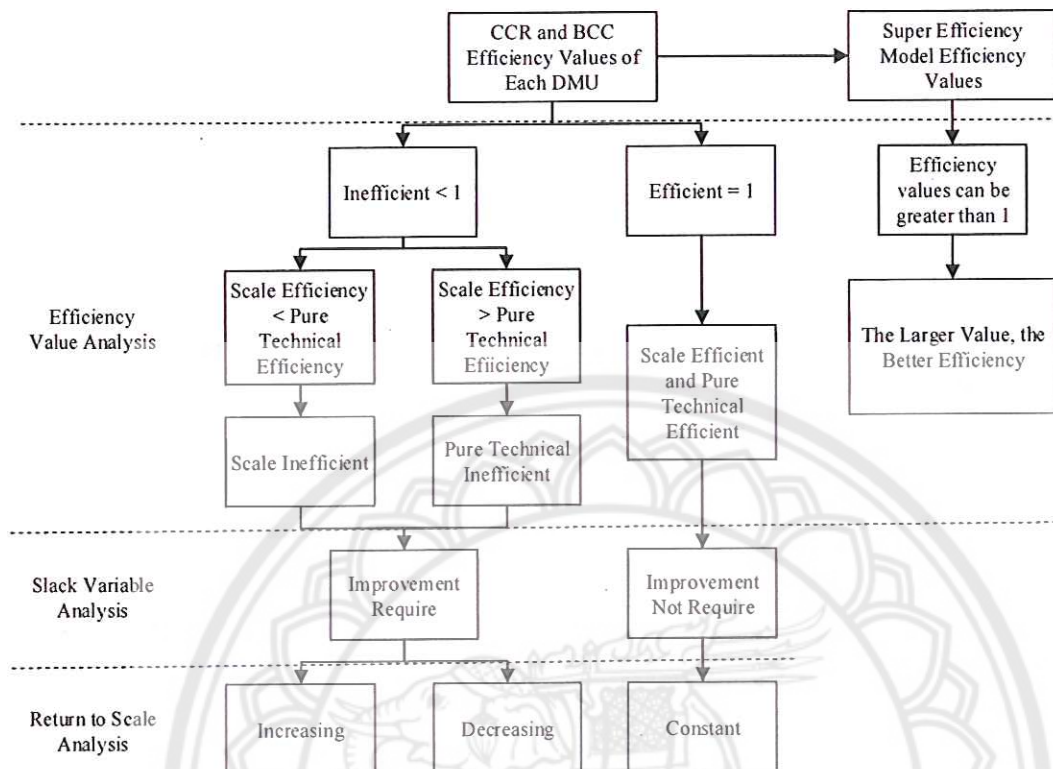 CCR and BCC
Efficiency Values of
Each DMU
Super Efficiency
Model Efficiency
Values
Inefficient < 1
Efficient = 1
Efficiency
values can be
greater than 1
Efficiency
Value Analysis
Scale Efficiency
< Pure
Technical
Efficiency
Scale Efficiency
> Pure
Technical
Efiiciency
Scale Efficient
and Pure
Technical
Efficient
The Larger Value, the
Better Efficiency
Scale Inefficient
Pure Technical
Inefficient
Slack Variable
Analysis
Improvement
Require
Improvement
Not Require
Return to Scale
Analysis
Increasing
Decreasing
Constant